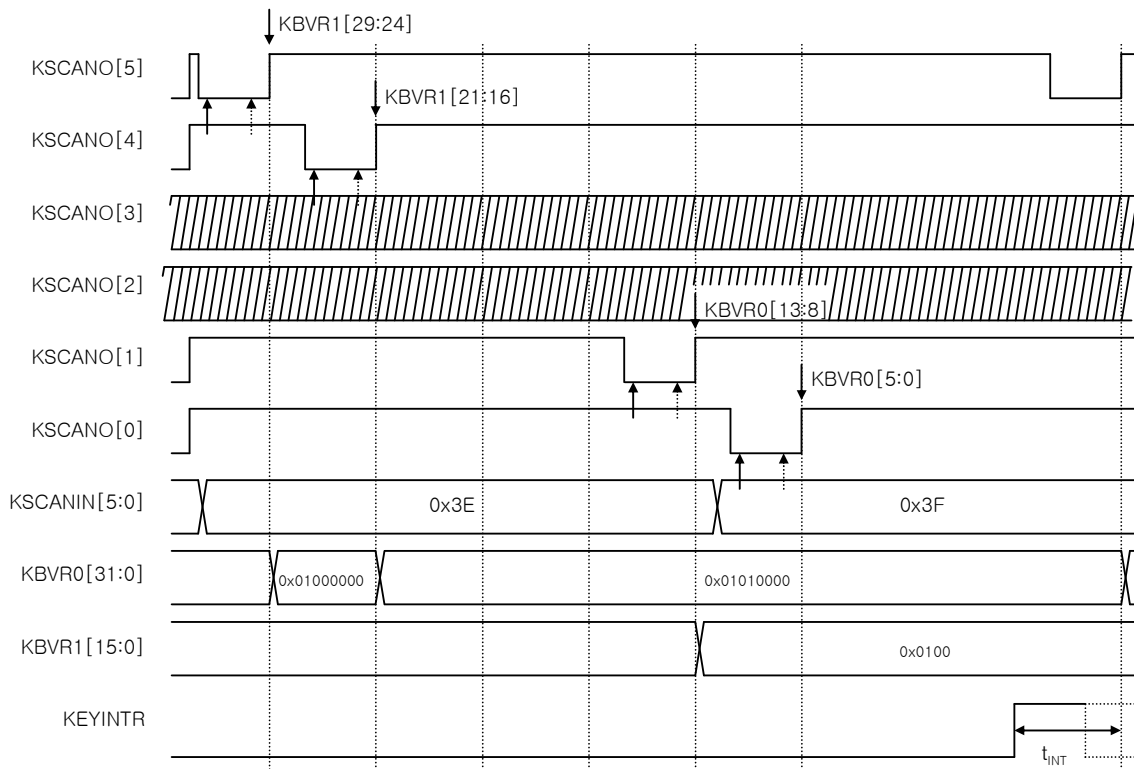 KBVR1[29:24]
KSCANO[5]
KBVR1[21:16]
KSCANO[4]
KSCANO[3]
KSCANO[2]
KBVR0[13:8]
KSCANO[1]
KBVR0[5:0]
KSCANO[0]
KSCANIN[5:0] 0x3E 0x3F
KBVR0[31:0] 0x01000000 0x01010000
KBVR1[15:0] 0x0100
KEYINTR
tINT